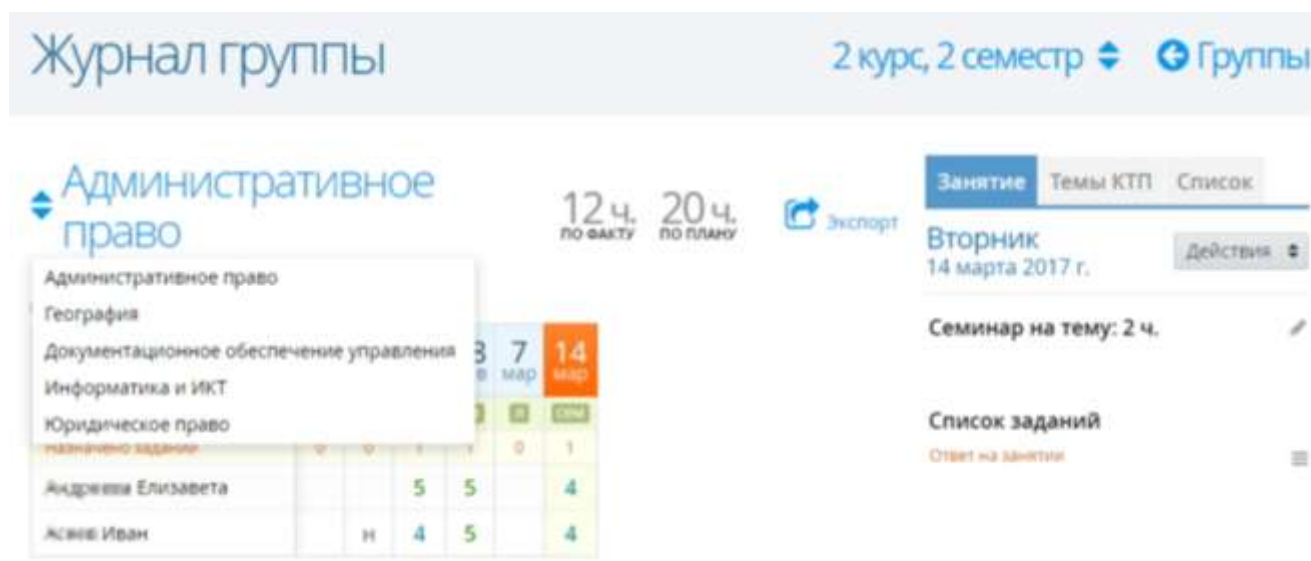 Журнал группы
2 курс, 2 семестр
Группы
Административное
право
12 ч.
ПО ФАКТУ
20 ч.
ПО ПЛАНУ
Экспорт
Занятие Темы КТП Список
Вторник
14 марта 2017 г.
Действия
Административное право
География
Документационное обеспечение управления
Информатика и ИКТ
Юридическое право
7 14
мар мар
СЕМ
Назначено заданий 0 0 1 1 0 1
Елизавета 5 5 4
Иван Н 4 5 4
Семинар на тему: 2 ч.
Список заданий
Ответ на занятии